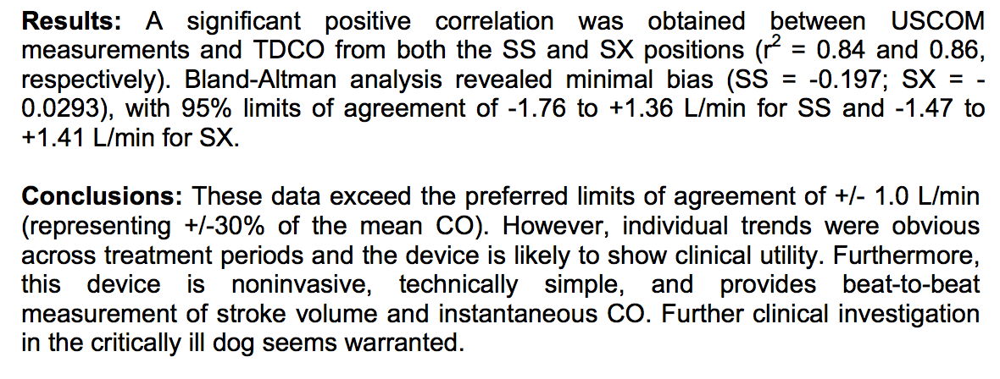 Results: A significant positive correlation was obtained between USCOM
measurements and TDCO from both the SS and SX positions (r² = 0.84 and 0.86,
respectively). Bland-Altman analysis revealed minimal bias (SS = -0.197; SX = -
0.0293), with 95% limits of agreement of -1.76 to +1.36 L/min for SS and -1.47 to
+1.41 L/min for SX.
Conclusions: These data exceed the preferred limits of agreement of +/- 1.0 L/min
(representing +/-30% of the mean CO). However, individual trends were obvious
across treatment periods and the device is likely to show clinical utility. Furthermore,
this device is noninvasive, technically simple, and provides beat-to-beat
measurement of stroke volume and instantaneous CO. Further clinical investigation
in the critically ill dog seems warranted.